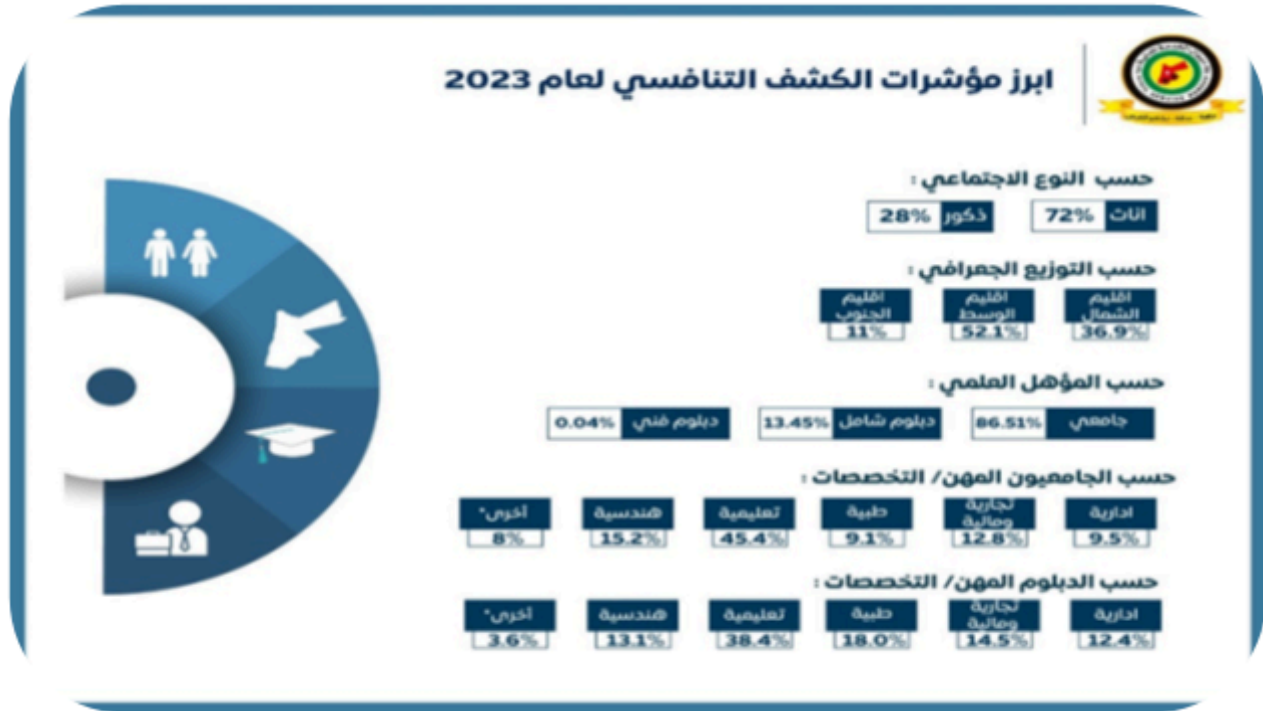 ابرز مؤشرات الكشف التنافسي لعام 2023
حسب النوع الاجتماعي :
اناث 72% ذكور 28%
حسب التوزيع الجعرافي :
اقليم الشمال اقليم الوسط اقليم الجنوب
36.9% 52.1% 11%
حسب المؤهل العلمي :
جامعي 86.51% دبلوم شامل 13.45% دبلوم فني 0.04%
حسب الجامعيون المهن/ التخصصات :
ادارية تجارية ومالية طبية تعليمية هندسية أخرى*
9.5% 12.8% 9.1% 45.4% 15.2% 8%
حسب الدبلوم المهن/ التخصصات :
ادارية تجارية ومالية طبية تعليمية هندسية أخرى*
12.4% 14.5% 18.0% 38.4% 13.1% 3.6%